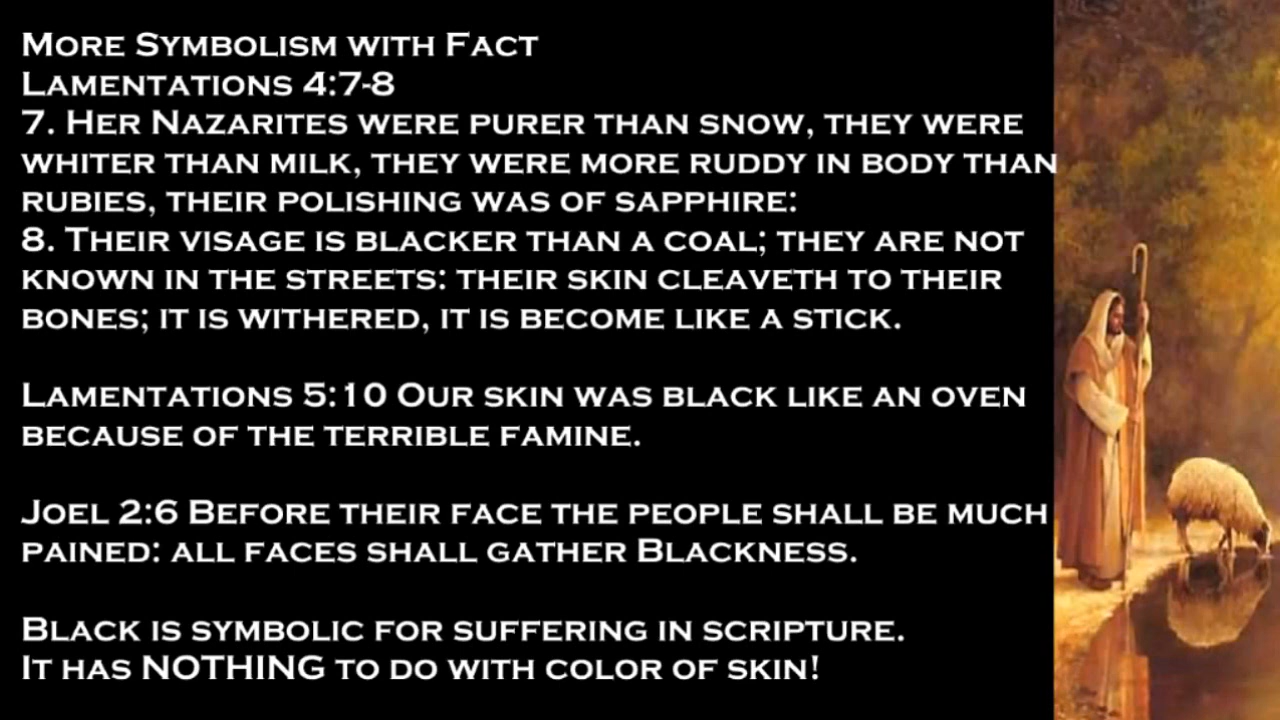 More Symbolism with Fact
Lamentations 4:7-8
7. Her Nazarites were purer than snow, they were
whiter than milk, they were more ruddy in body than
rubies, their polishing was of sapphire:
8. Their visage is blacker than a coal; they are not
known in the streets: their skin cleaveth to their
bones; it is withered, it is become like a stick.
Lamentations 5:10 Our skin was black like an oven
because of the terrible famine.
Joel 2:6 Before their face the people shall be much
pained: all faces shall gather Blackness.
Black is symbolic for suffering in scripture.
It has NOTHING to do with color of skin!